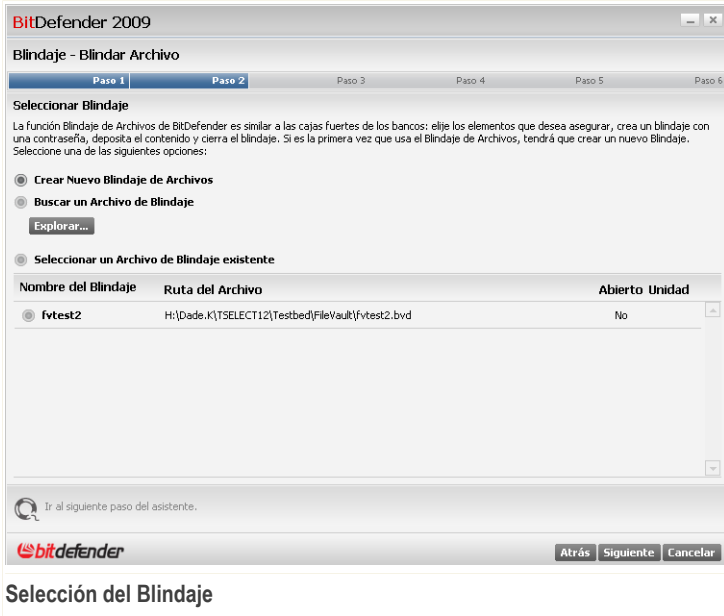 BitDefender 2009
Blindaje - Blindar Archivo
Paso 1 Paso 2 Paso 3 Paso 4 Paso 5 Paso 6
Seleccionar Blindaje
La función Blindaje de Archivos de BitDefender es similar a las cajas fuertes de los bancos: elije los elementos que desea asegurar, crea un blindaje con
una contraseña, deposita el contenido y cierra el blindaje. Si es la primera vez que usa el Blindaje de Archivos, tendrá que crear un nuevo Blindaje.
Seleccione una de las siguientes opciones:
Crear Nuevo Blindaje de Archivos
Buscar un Archivo de Blindaje
Explorar...
Seleccionar un Archivo de Blindaje existente
Nombre del Blindaje Ruta del Archivo Abierto Unidad
fvtest2 H:\Dade.K\TSELECT12\Testbed\FileVault\fvtest2.bvd No
Ir al siguiente paso del asistente.
bitdefender
Atrás Siguiente Cancelar
Selección del Blindaje